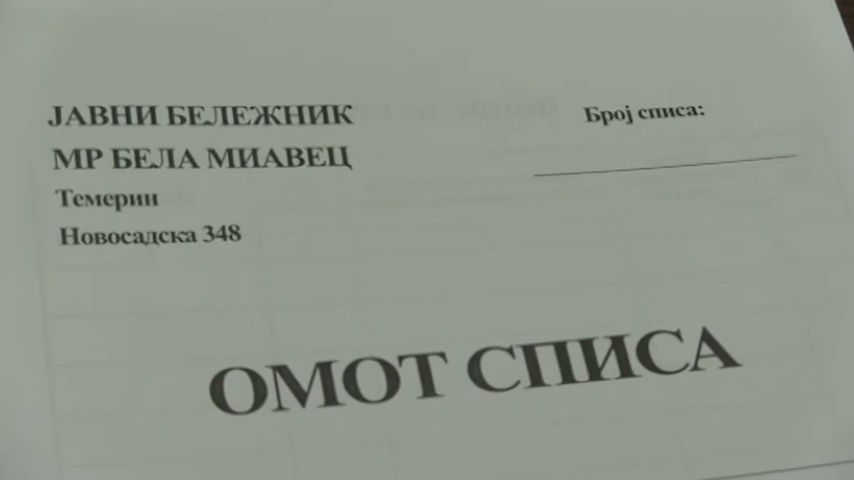 ЈАВНИ БЕЛЕЖНИК
МР БЕЛА МИАВЕЦ
Темерин
Новосадска 348
Број списа:
ОМОТ СПИСА